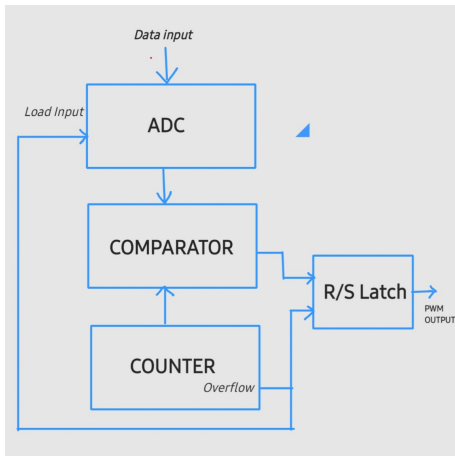 Data input
Load Input
ADC
COMPARATOR
R/S Latch
PWM
OUTPUT
COUNTER
Overflow